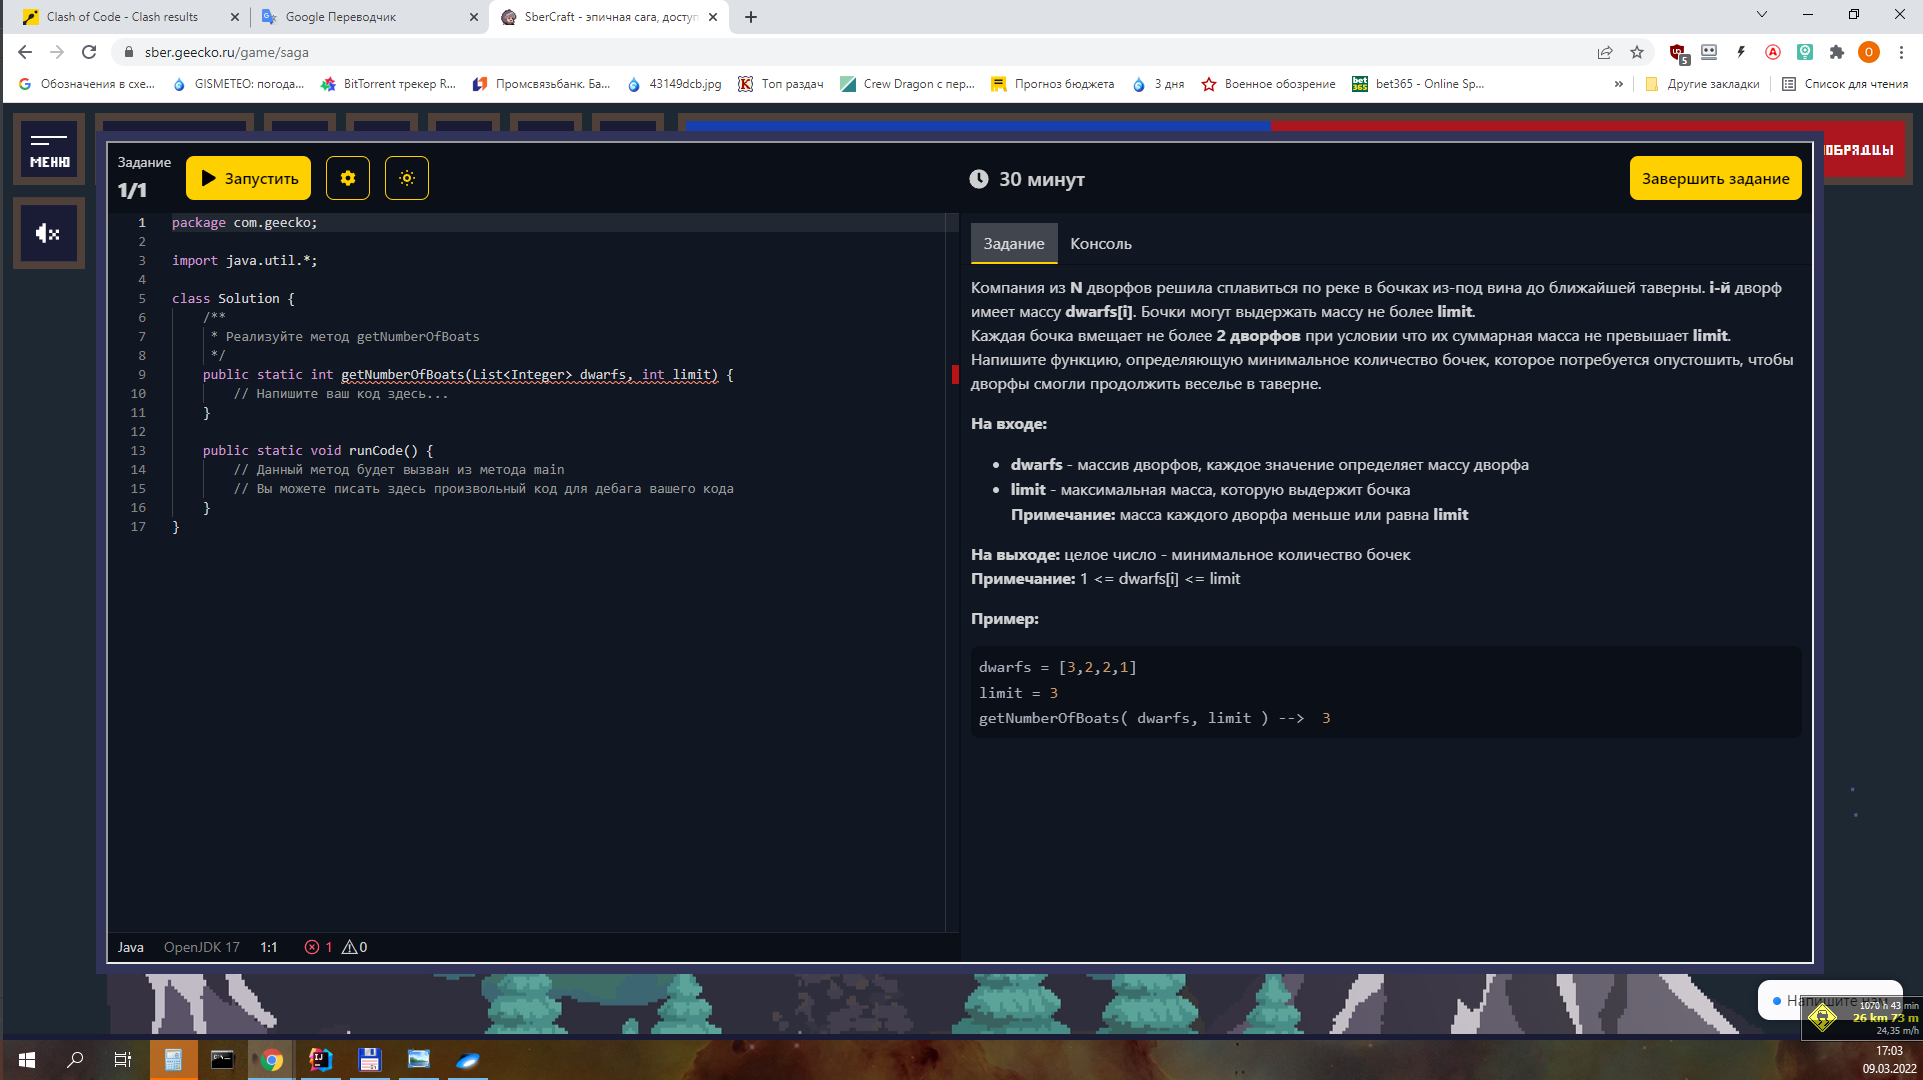 Clash of Code - Clash results
Google Переводчик
SberCraft - эпичная сага, доступ
sber.geecko.ru/game/saga
5
О
Обозначения в схе...
GISMETEO: погода...
BitTorrent трекер R...
Промсвязьбанк. Ба...
43149dcb.jpg
Топ раздач
Crew Dragon с пер...
Прогноз бюджета
3 дня
Военное обозрение
bet365 - Online Sp...
»
Другие закладки
Список для чтения
МЕНЮ
ОБРЯДЦЫ
Задание
1/1
Запустить
30 минут
Завершить задание
1 package com.geecko;
2
3 import java.util.*;
4
5 class Solution {
6 /**
7 * Реализуйте метод getNumberOfBoats
8 */
9 public static int getNumberOfBoats(List<Integer> dwarfs, int limit) {
10 // Напишите ваш код здесь...
11 }
12
13 public static void runCode() {
14 // Данный метод будет вызван из метода main
15 // Вы можете писать здесь произвольный код для дебага вашего кода
16 }
17 }
Java OpenJDK 17 1:1 1 0
Задание Консоль
Компания из N дворфов решила сплавиться по реке в бочках из-под вина до ближайшей таверны. i-й дворф
имеет массу dwarfs[i]. Бочки могут выдержать массу не более limit.
Каждая бочка вмещает не более 2 дворфов при условии что их суммарная масса не превышает limit.
Напишите функцию, определяющую минимальное количество бочек, которое потребуется опустошить, чтобы
дворфы смогли продолжить веселье в таверне.
На входе:
• dwarfs - массив дворфов, каждое значение определяет массу дворфа
• limit - максимальная масса, которую выдержит бочка
Примечание: масса каждого дворфа меньше или равна limit
На выходе: целое число - минимальное количество бочек
Примечание: 1 <= dwarfs[i] <= limit
Пример:
dwarfs = [3,2,2,1]
limit = 3
getNumberOfBoats( dwarfs, limit ) --> 3
Напишите
1070 h 43 min
26 km 73 m
24,35 m/h
17:03
09.03.2022